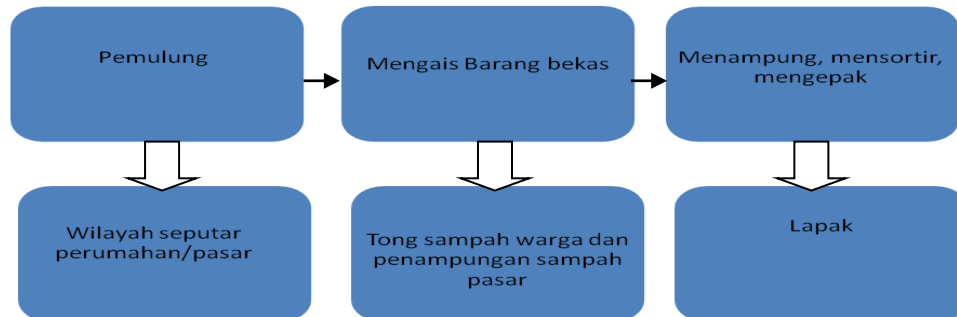 Pemulung
Mengais Barang bekas
Menampung, mensortir,
mengepak
Wilayah seputar
perumahan/pasar
Tong sampah warga dan
penampungan sampah
pasar
Lapak